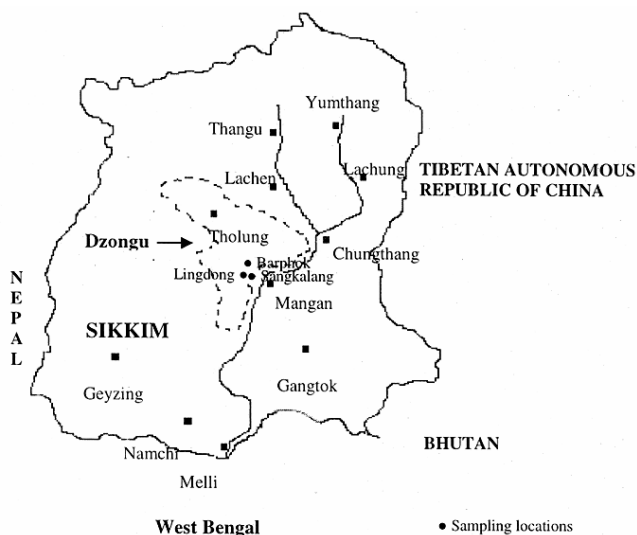 Yumthang
Thangu
Lachung
TIBETAN AUTONOMOUS
REPUBLIC OF CHINA
Lachen
Tholung
Dzongu
Chungthang
Barphok
Lingdong
Sangkalang
Mangan
NEPAL
SIKKIM
Geyzing
Gangtok
Namchi
BHUTAN
Melli
West Bengal
Sampling locations